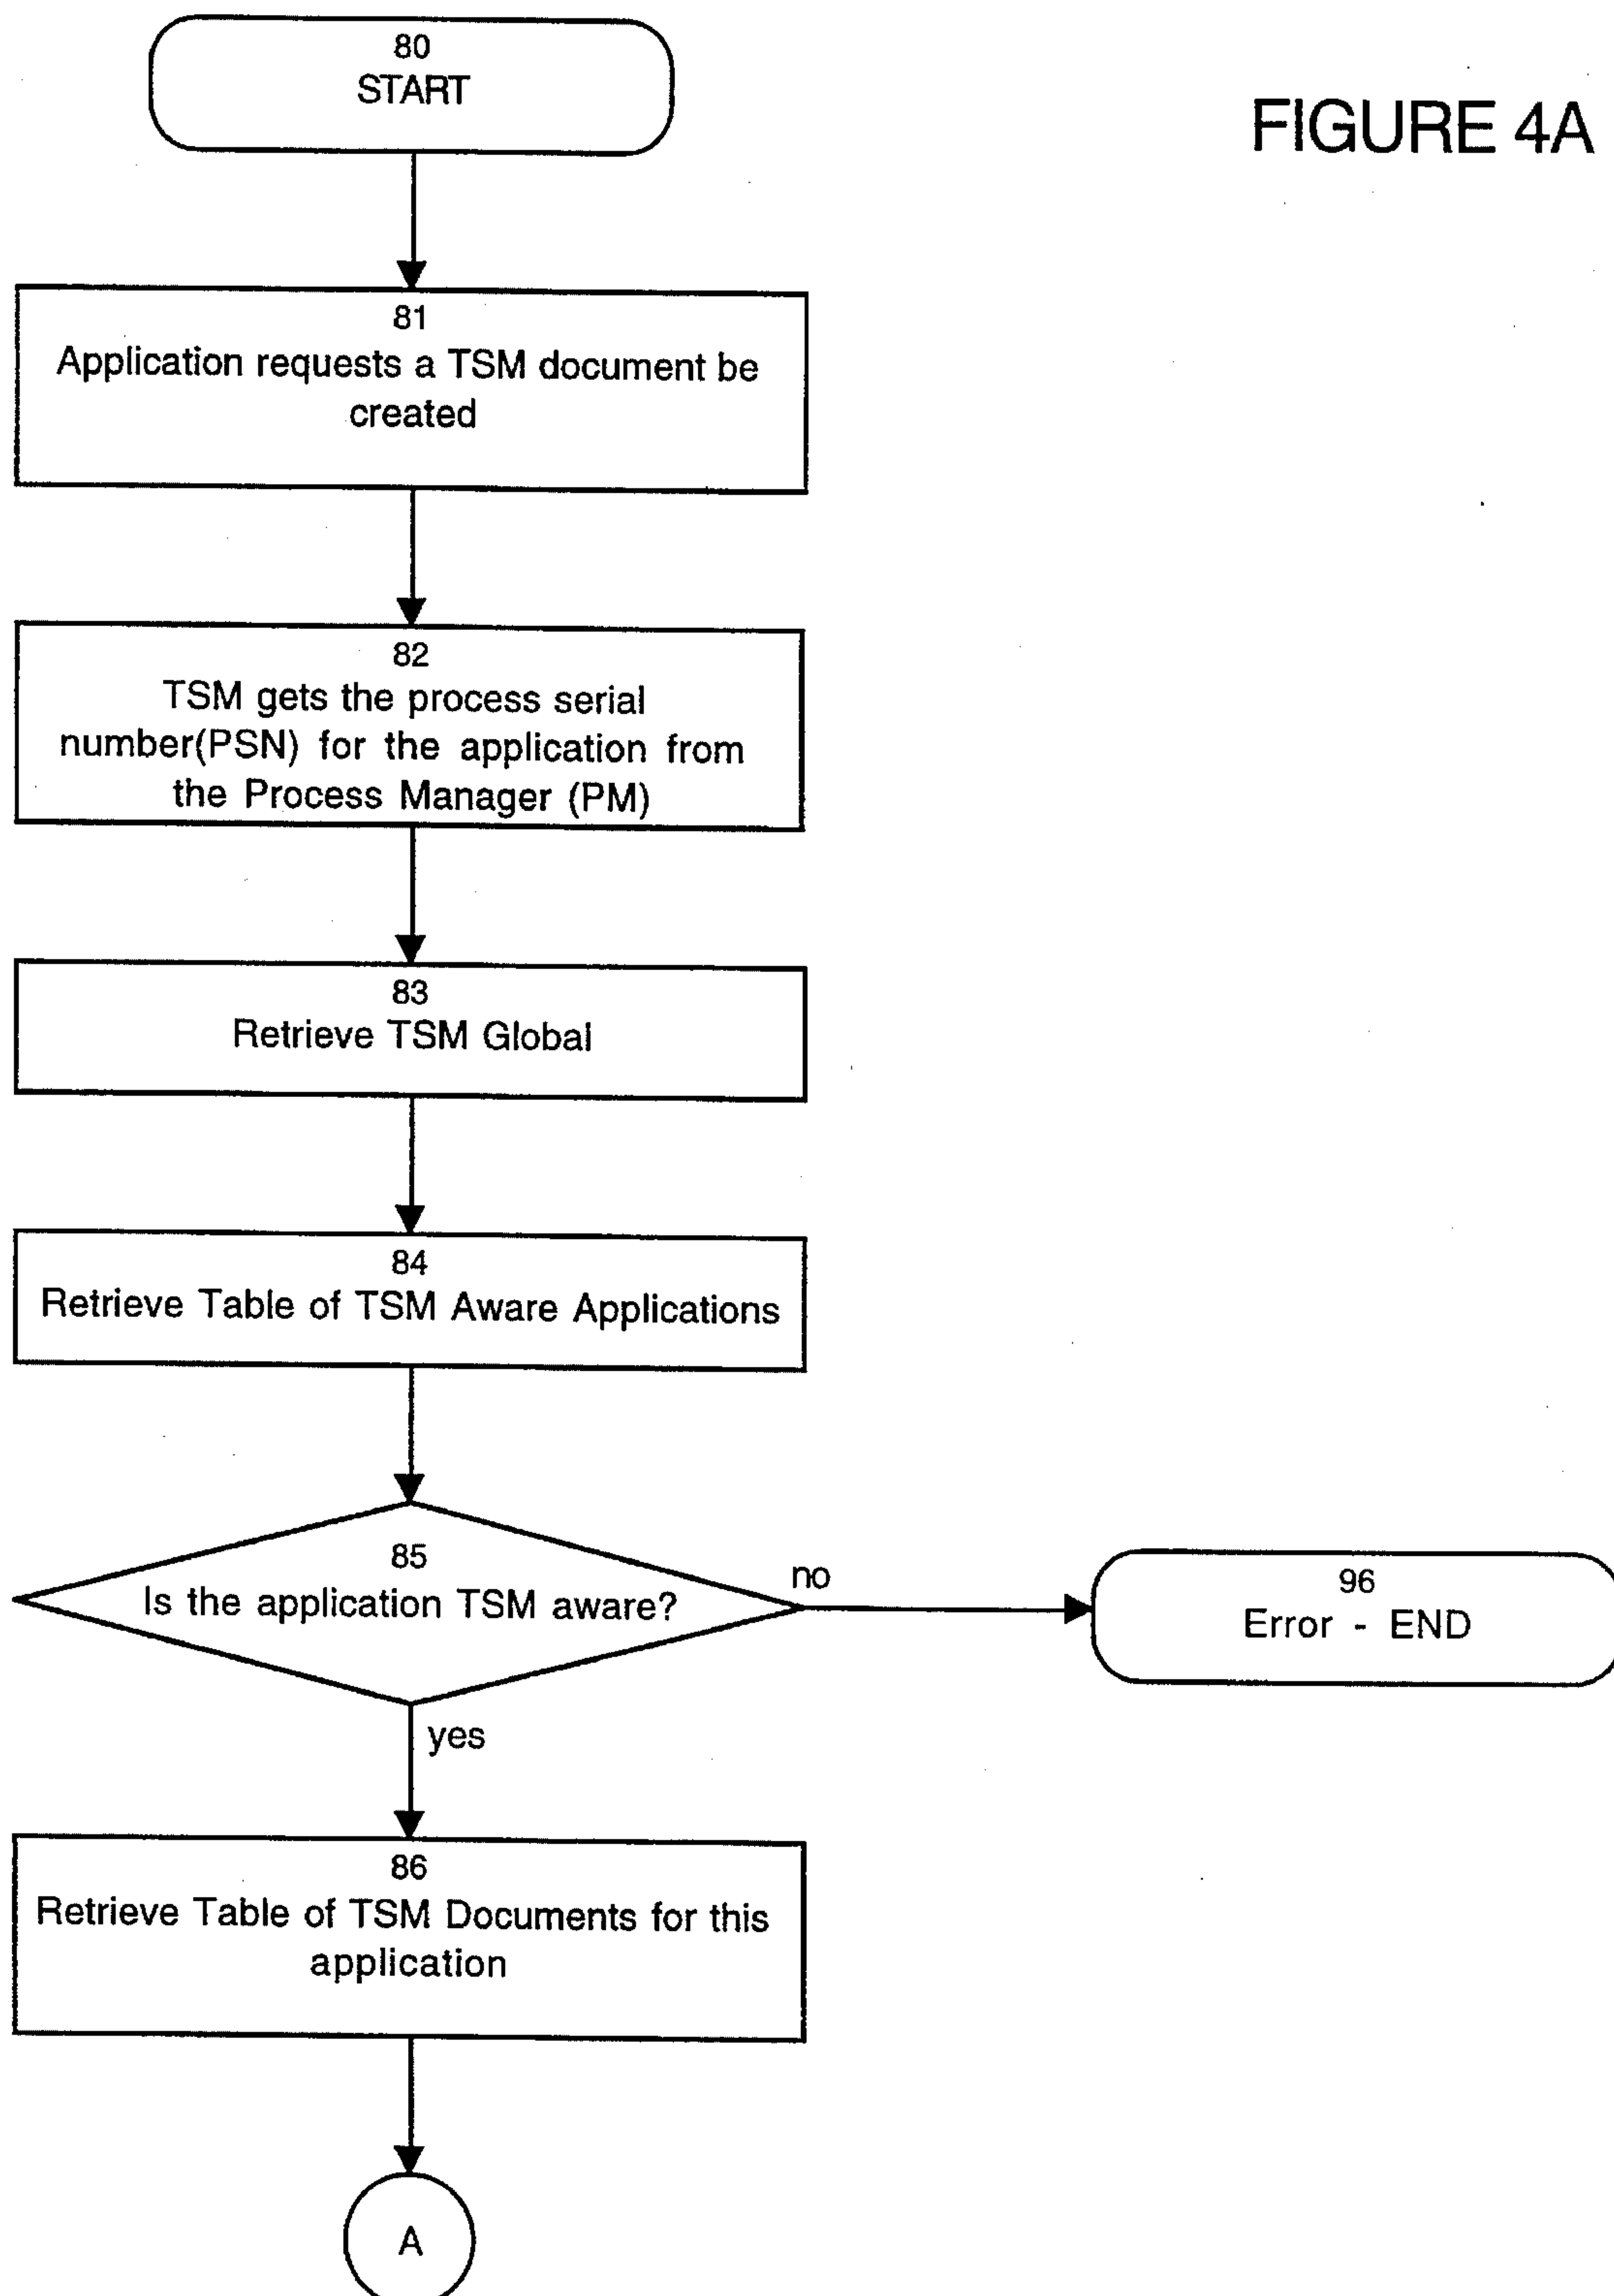 FIGURE 4A
80
START
81
Application requests a TSM document be
created
82
TSM gets the process serial
number(PSN) for the application from
the Process Manager (PM)
83
Retrieve TSM Global
84
Retrieve Table of TSM Aware Applications
85
Is the application TSM aware?
no
96
Error - END
yes
86
Retrieve Table of TSM Documents for this
application
A